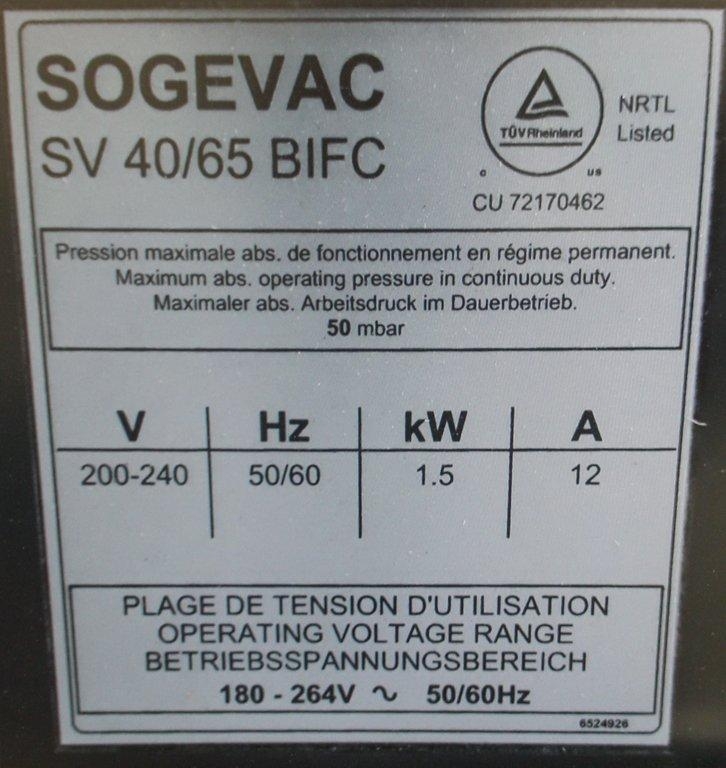 SOGEVAC
SV 40/65 BIFC
TÜVRheinland
c us
NRTL
Listed
CU 72170462
Pression maximale abs. de fonctionnement en régime permanent.
Maximum abs. operating pressure in continuous duty.
Maximaler abs. Arbeitsdruck im Dauerbetrieb.
50 mbar
V Hz kW A
200-240 50/60 1.5 12
PLAGE DE TENSION D'UTILISATION
OPERATING VOLTAGE RANGE
BETRIEBSSPANNUNGSBEREICH
180 - 264V ∿ 50/60Hz
6524926